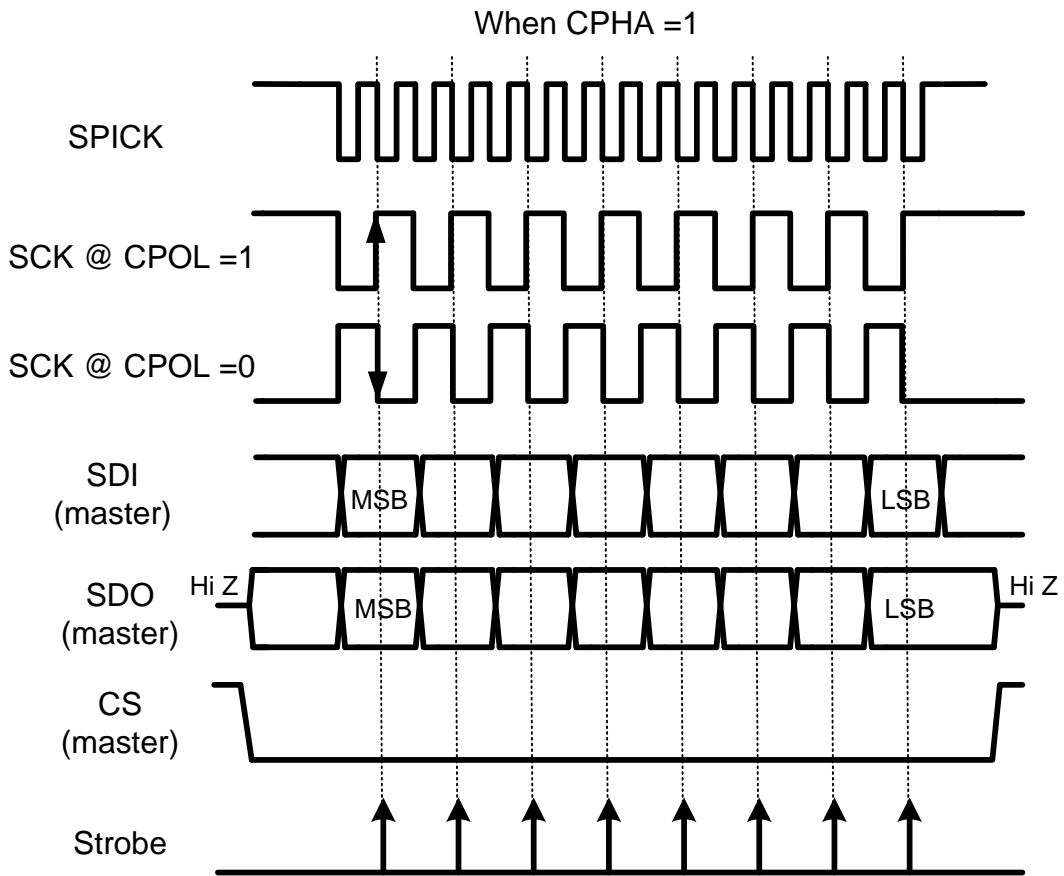 When CPHA =1
SPICK
SCK @ CPOL =1
SCK @ CPOL =0
SDI
(master)
MSB
LSB
SDO
(master)
Hi Z
MSB
LSB
Hi Z
CS
(master)
Strobe